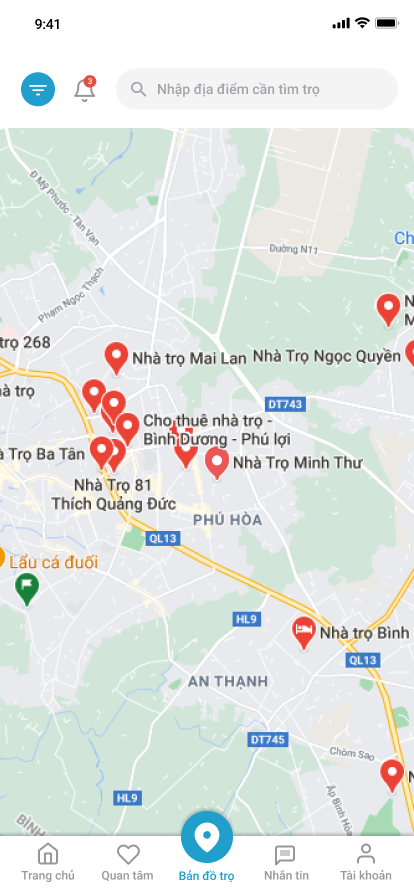 9:41
3
Nhập địa điểm cần tìm trọ
Đ Mỹ Phước - Tân Vạn
Đường N11
Ch
Phạm Ngọc Thạch
N
M
trọ 268
Nhà trọ Mai Lan
Nhà Trọ Ngọc Quyền
à trọ
DT743
Cho thuê nhà trọ -
Bình Dương - Phú lợi
à Trọ Ba Tân
Nhà Trọ Minh Thư
Nhà Trọ 81
Thích Quảng Đức
PHÚ HÒA
QL13
Lẩu cá đuối
HL9
Nhà trọ Bình
QL13
AN THẠNH
DT745
Chòm Sao
N
Ấp Bình Hòa
HL9
BÌNH
Trang chủ
Quan tâm
Bản đồ trọ
Nhắn tin
Tài khoản